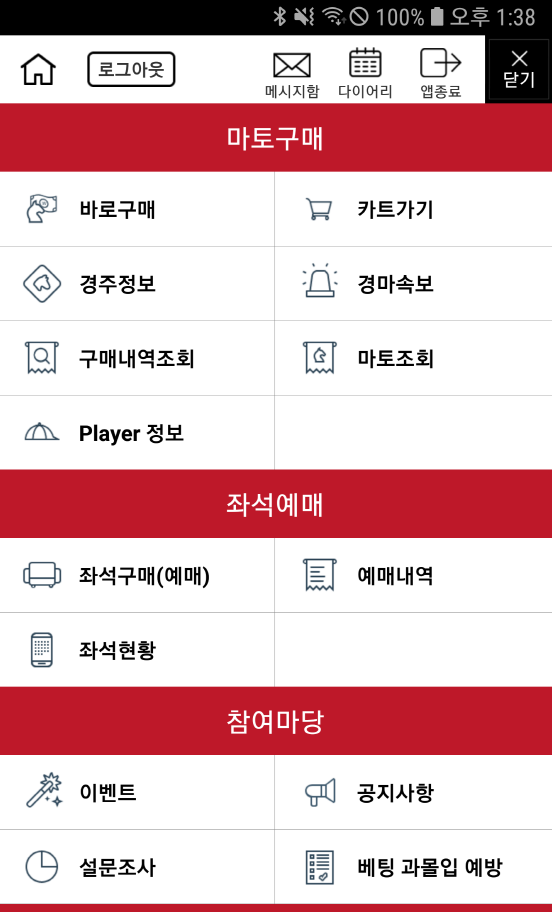 100% 오후 1:38
로그아웃
메시지함 다이어리 앱종료 닫기
마토구매
바로구매 카트가기
경주정보 경마속보
구매내역조회 마토조회
Player 정보
좌석예매
좌석구매(예매) 예매내역
좌석현황
참여마당
이벤트 공지사항
설문조사 베팅 과몰입 예방